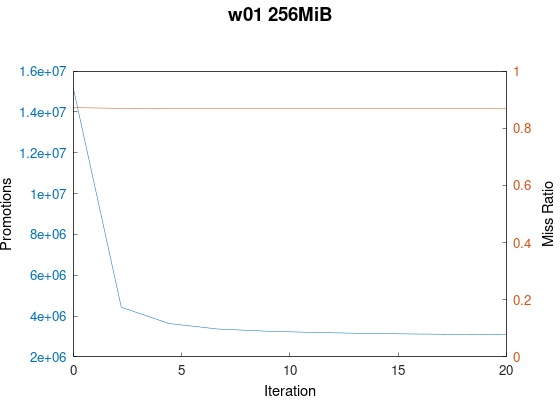 w01 256MiB
1.6e+07
1.4e+07
1.2e+07
1e+07
8e+06
6e+06
4e+06
2e+06
Promotions
1
0.8
0.6
0.4
0.2
0
Miss Ratio
0 5 10 15 20
Iteration